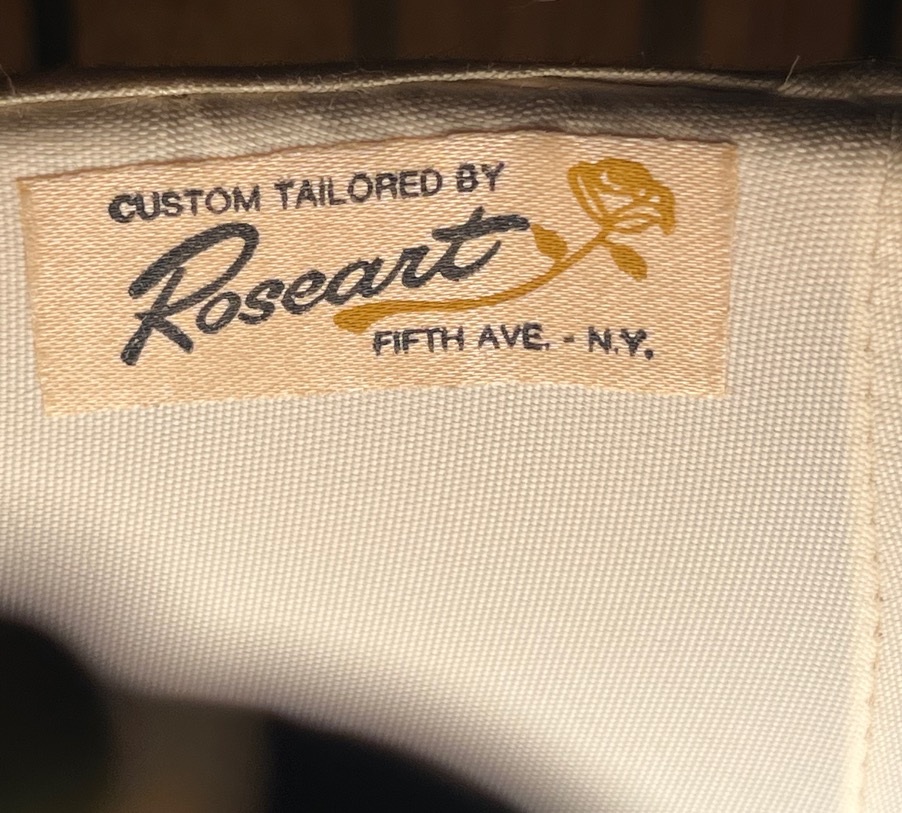 CUSTOM TAILORED BY
Roseart
FIFTH AVE. - N.Y.